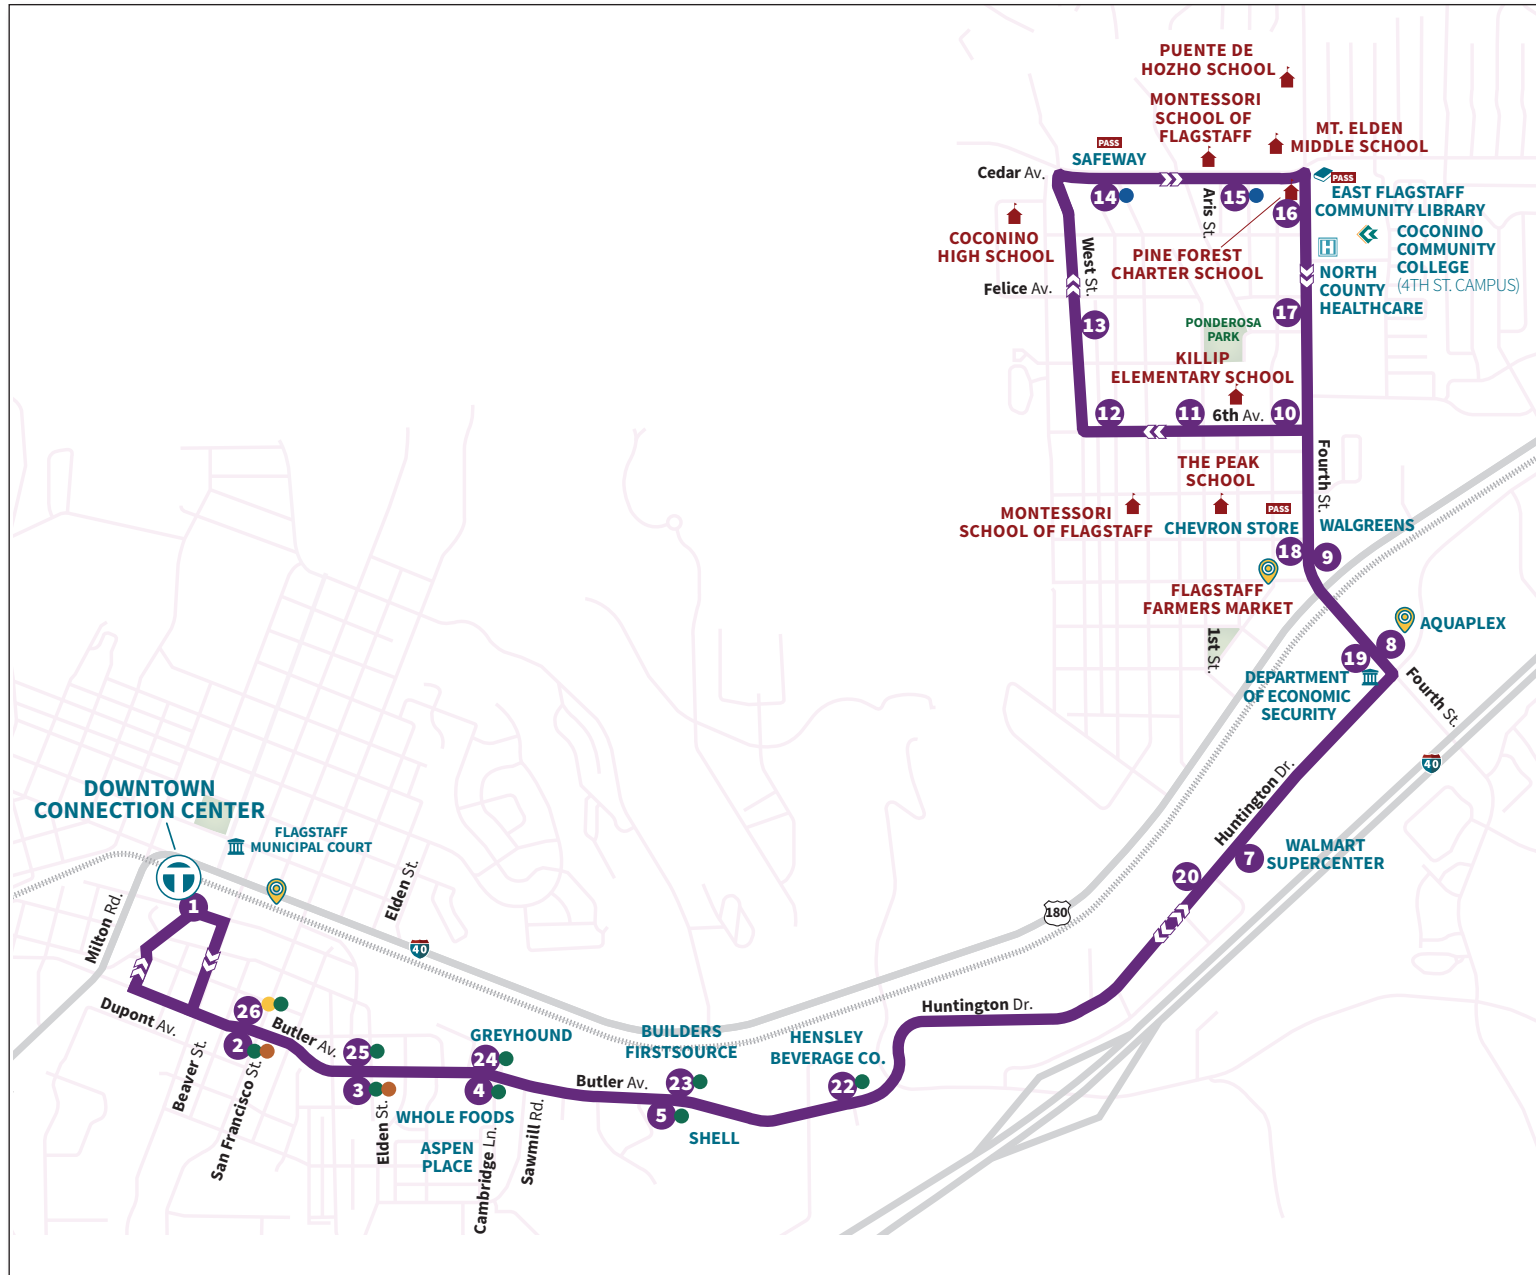 PUENTE DE
HOZHO SCHOOL
MONTESSORI
SCHOOL OF
FLAGSTAFF
MT. ELDEN
MIDDLE SCHOOL
PASS
SAFEWAY
Cedar Av.
14
15
Aris St.
16
PASS
EAST FLAGSTAFF
COMMUNITY LIBRARY
COCONINO
COMMUNITY
COLLEGE
(4TH ST. CAMPUS)
H
NORTH
COUNTY
HEALTHCARE
COCONINO
HIGH SCHOOL
West St.
PINE FOREST
CHARTER SCHOOL
Felice Av.
13
17
PONDEROSA
PARK
KILLIP
ELEMENTARY SCHOOL
12
11
6th Av.
10
Fourth St.
THE PEAK
SCHOOL
MONTESSORI
SCHOOL OF FLAGSTAFF
PASS
CHEVRON STORE
WALGREENS
18
9
FLAGSTAFF
FARMERS MARKET
1st St.
AQUAPLEX
8
19
DEPARTMENT
OF ECONOMIC
SECURITY
Fourth St.
40
Huntington Dr.
WALMART
SUPERCENTER
7
20
180
DOWNTOWN
CONNECTION CENTER
FLAGSTAFF
MUNICIPAL COURT
Elden St.
Milton Rd.
1
40
Dupont Av.
26
Butler Av.
2
Beaver St.
San Francisco St.
25
3
Elden St.
GREYHOUND
24
4
WHOLE FOODS
ASPEN
PLACE
Cambridge Ln.
Sawmill Rd.
Butler Av.
BUILDERS
FIRSTSOURCE
23
5
SHELL
HENSLEY
BEVERAGE CO.
22
Huntington Dr.